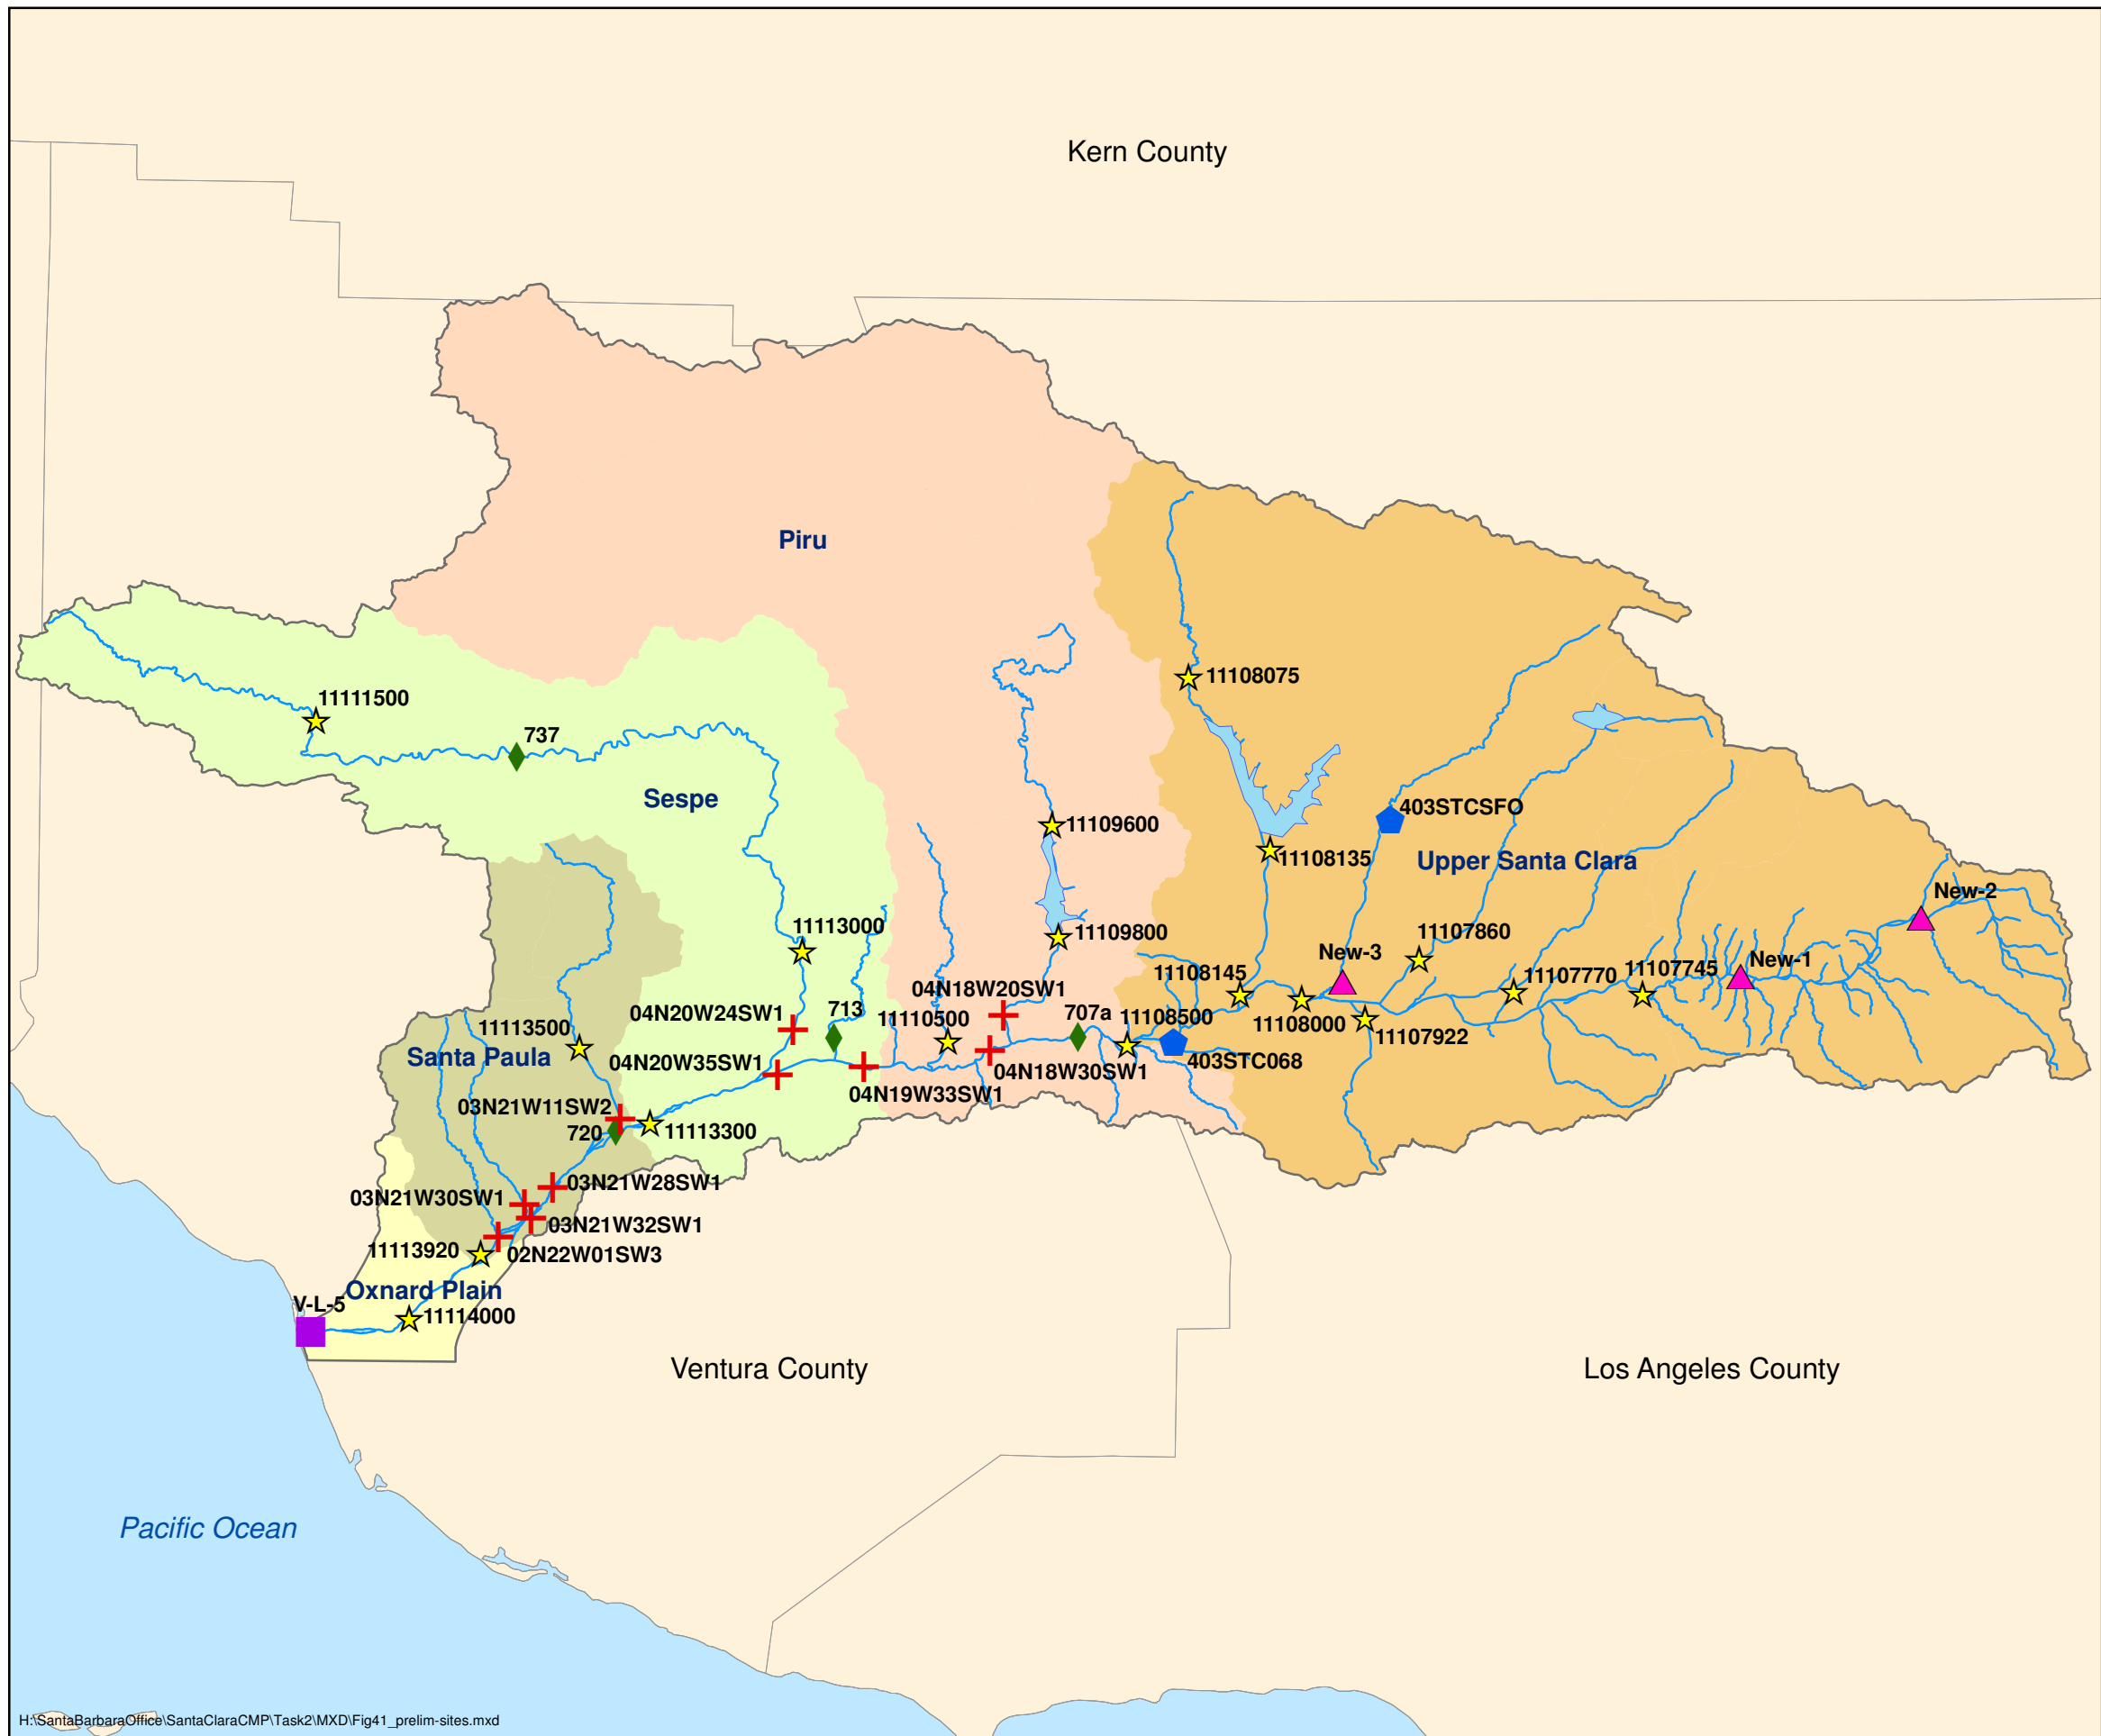 Kern County
Piru
11108075
11111500
737
Sespe
403STCSFO
11109600
11108135
Upper Santa Clara
New-2
11113000
11109800
11107860
New-3
New-1
11107745
11108145
11107770
04N18W20SW1
713
707a
04N20W24SW1
11110500
11108500
11108000
11113500
11107922
Santa Paula
04N20W35SW1
403STC068
04N18W30SW1
04N19W33SW1
03N21W11SW2
720
11113300
03N21W28SW1
03N21W30SW1
03N21W32SW1
11113920
02N22W01SW3
Oxnard Plain
V-L-5
11114000
Ventura County
Los Angeles County
Pacific Ocean
H:\SantaBarbaraOffice\SantaClaraCMP\Task2\MXD\Fig41_prelim-sites.mxd